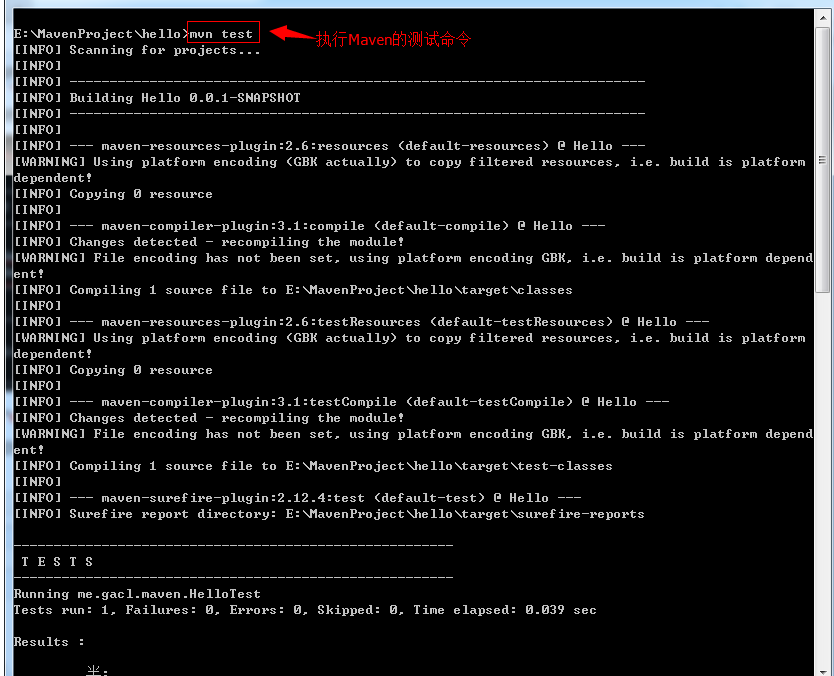 E:\MavenProject\hello>mvn test 执行Maven的测试命令
[INFO] Scanning for projects...
[INFO]
[INFO] ------------------------------------------------------------------------
[INFO] Building Hello 0.0.1-SNAPSHOT
[INFO] ------------------------------------------------------------------------
[INFO]
[INFO] --- maven-resources-plugin:2.6:resources (default-resources) @ Hello ---
[WARNING] Using platform encoding (GBK actually) to copy filtered resources, i.e. build is platform
dependent!
[INFO] Copying 0 resource
[INFO]
[INFO] --- maven-compiler-plugin:3.1:compile (default-compile) @ Hello ---
[INFO] Changes detected - recompiling the module!
[WARNING] File encoding has not been set, using platform encoding GBK, i.e. build is platform depend
ent!
[INFO] Compiling 1 source file to E:\MavenProject\hello\target\classes
[INFO]
[INFO] --- maven-resources-plugin:2.6:testResources (default-testResources) @ Hello ---
[WARNING] Using platform encoding (GBK actually) to copy filtered resources, i.e. build is platform
dependent!
[INFO] Copying 0 resource
[INFO]
[INFO] --- maven-compiler-plugin:3.1:testCompile (default-testCompile) @ Hello ---
[INFO] Changes detected - recompiling the module!
[WARNING] File encoding has not been set, using platform encoding GBK, i.e. build is platform depend
ent!
[INFO] Compiling 1 source file to E:\MavenProject\hello\target\test-classes
[INFO]
[INFO] --- maven-surefire-plugin:2.12.4:test (default-test) @ Hello ---
[INFO] Surefire report directory: E:\MavenProject\hello\target\surefire-reports
-------------------------------------------------------
T E S T S
-------------------------------------------------------
Running me.gacl.maven.HelloTest
Tests run: 1, Failures: 0, Errors: 0, Skipped: 0, Time elapsed: 0.039 sec
Results :
半: